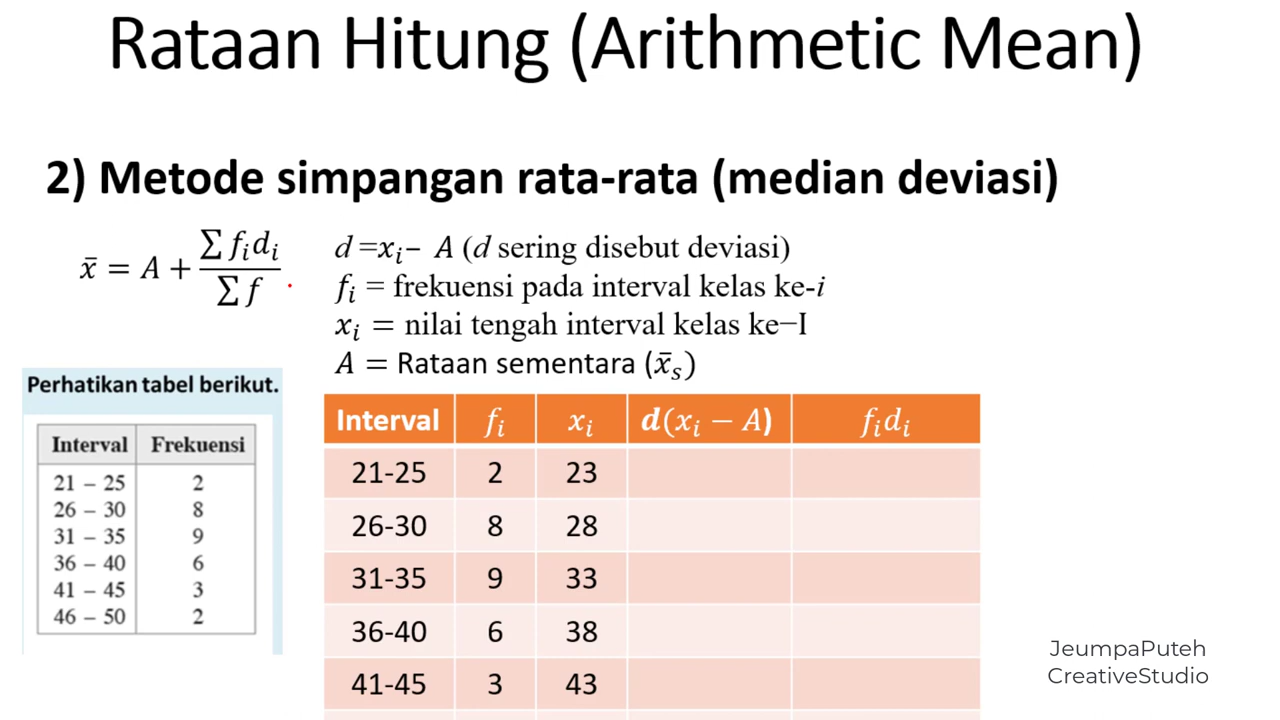 Rataan Hitung (Arithmetic Mean)
2) Metode simpangan rata-rata (median deviasi)
x̄ = A + ∑ fᵢdᵢ / ∑ f
d =xᵢ− A (d sering disebut deviasi)
fᵢ = frekuensi pada interval kelas ke-i
xᵢ = nilai tengah interval kelas ke−I
A = Rataan sementara (x̄ₛ)
Perhatikan tabel berikut.
Interval Frekuensi
21 – 25 2
26 – 30 8
31 – 35 9
36 – 40 6
41 – 45 3
46 – 50 2
Interval fᵢ xᵢ d(xᵢ − A) fᵢdᵢ
21-25 2 23
26-30 8 28
31-35 9 33
36-40 6 38
41-45 3 43
JeumpaPuteh
CreativeStudio